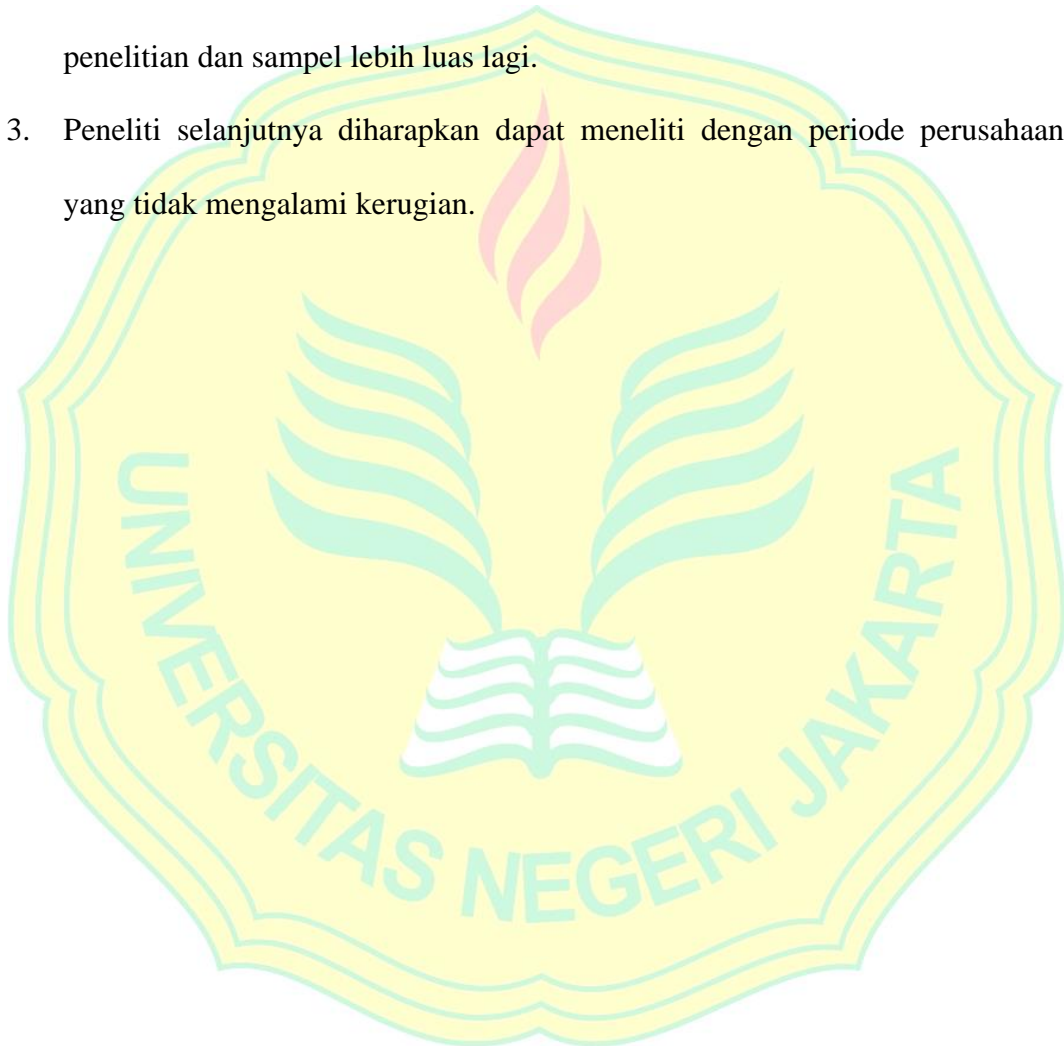 penelitian dan sampel lebih luas lagi.
3. Peneliti selanjutnya diharapkan dapat meneliti dengan periode perusahaan
yang tidak mengalami kerugian.
UNIVERSITAS NEGERI JAKARTA